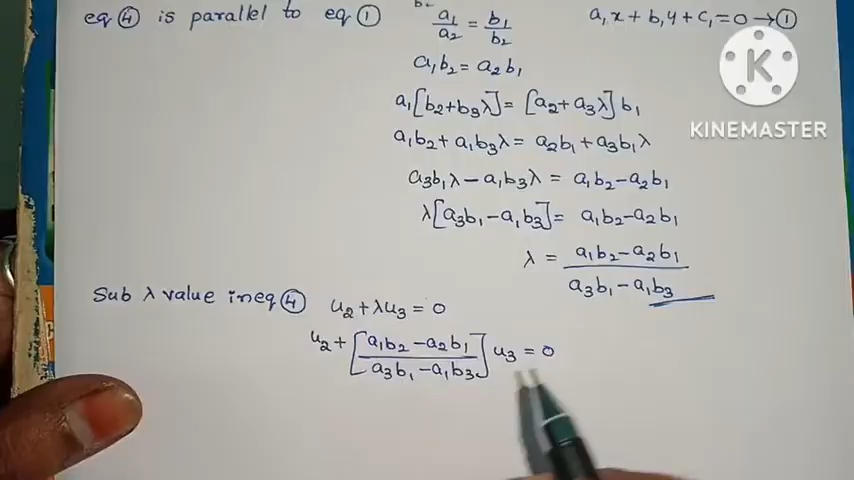 eq ④ is parallel to eq ① a₁/a₂ = b₁/b₂ a₁x + b₁y + c₁ = 0 → ①
a₁b₂ = a₂b₁
a₁[b₂+b₃λ] = [a₂+a₃λ] b₁
a₁b₂ + a₁b₃λ = a₂b₁ + a₃b₁λ
a₃b₁λ − a₁b₃λ = a₁b₂ − a₂b₁
λ[a₃b₁ − a₁b₃] = a₁b₂ − a₂b₁
λ = a₁b₂ − a₂b₁ / a₃b₁ − a₁b₃
Sub λ value in eq ④ u₂ + λu₃ = 0
u₂ + [a₁b₂ − a₂b₁ / a₃b₁ − a₁b₃] u₃ = 0
K
KINEMASTER